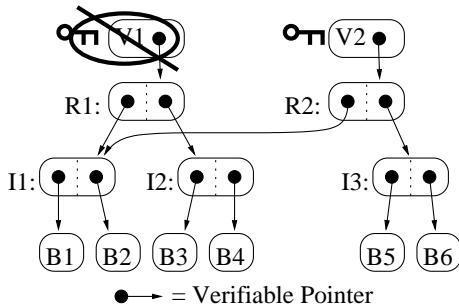 V1 V2
R1: R2:
I1: I2: I3:
B1 B2 B3 B4 B5 B6
= Verifiable Pointer